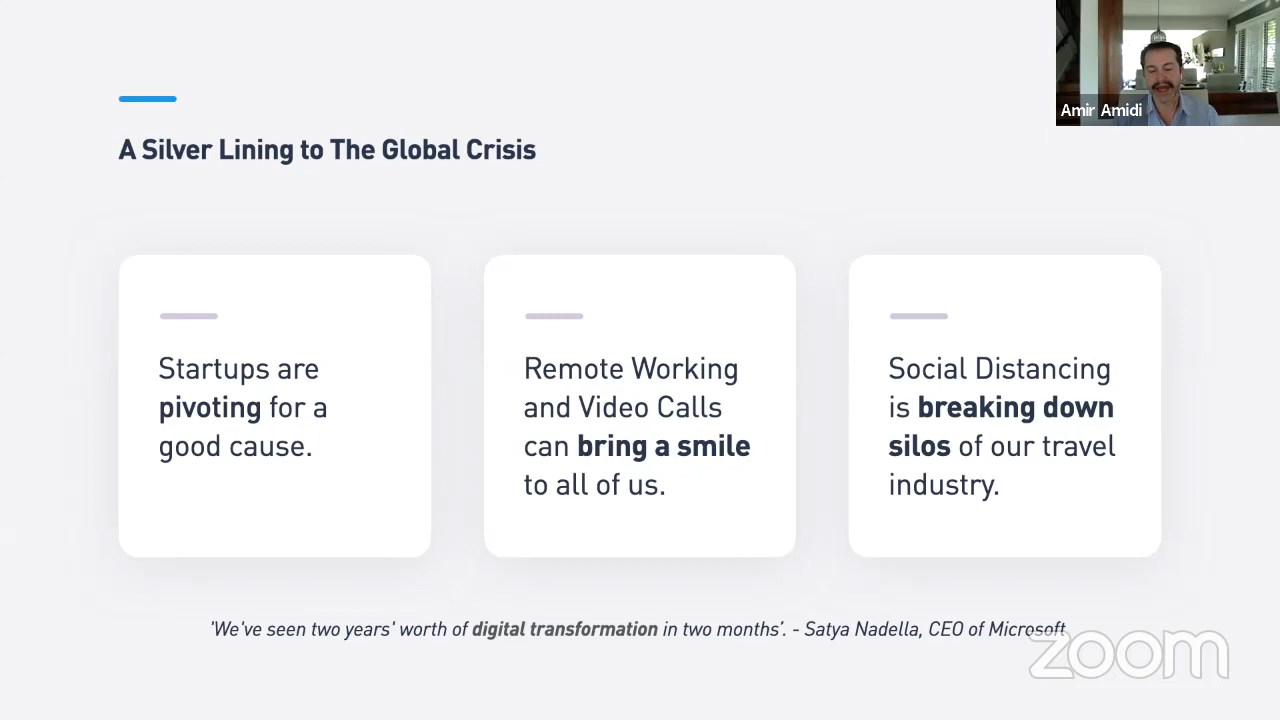 Amir Amidi
A Silver Lining to The Global Crisis
Startups are
pivoting for a
good cause.
Remote Working
and Video Calls
can bring a smile
to all of us.
Social Distancing
is breaking down
silos of our travel
industry.
'We've seen two years' worth of digital transformation in two months'. - Satya Nadella, CEO of Microsoft
zoom